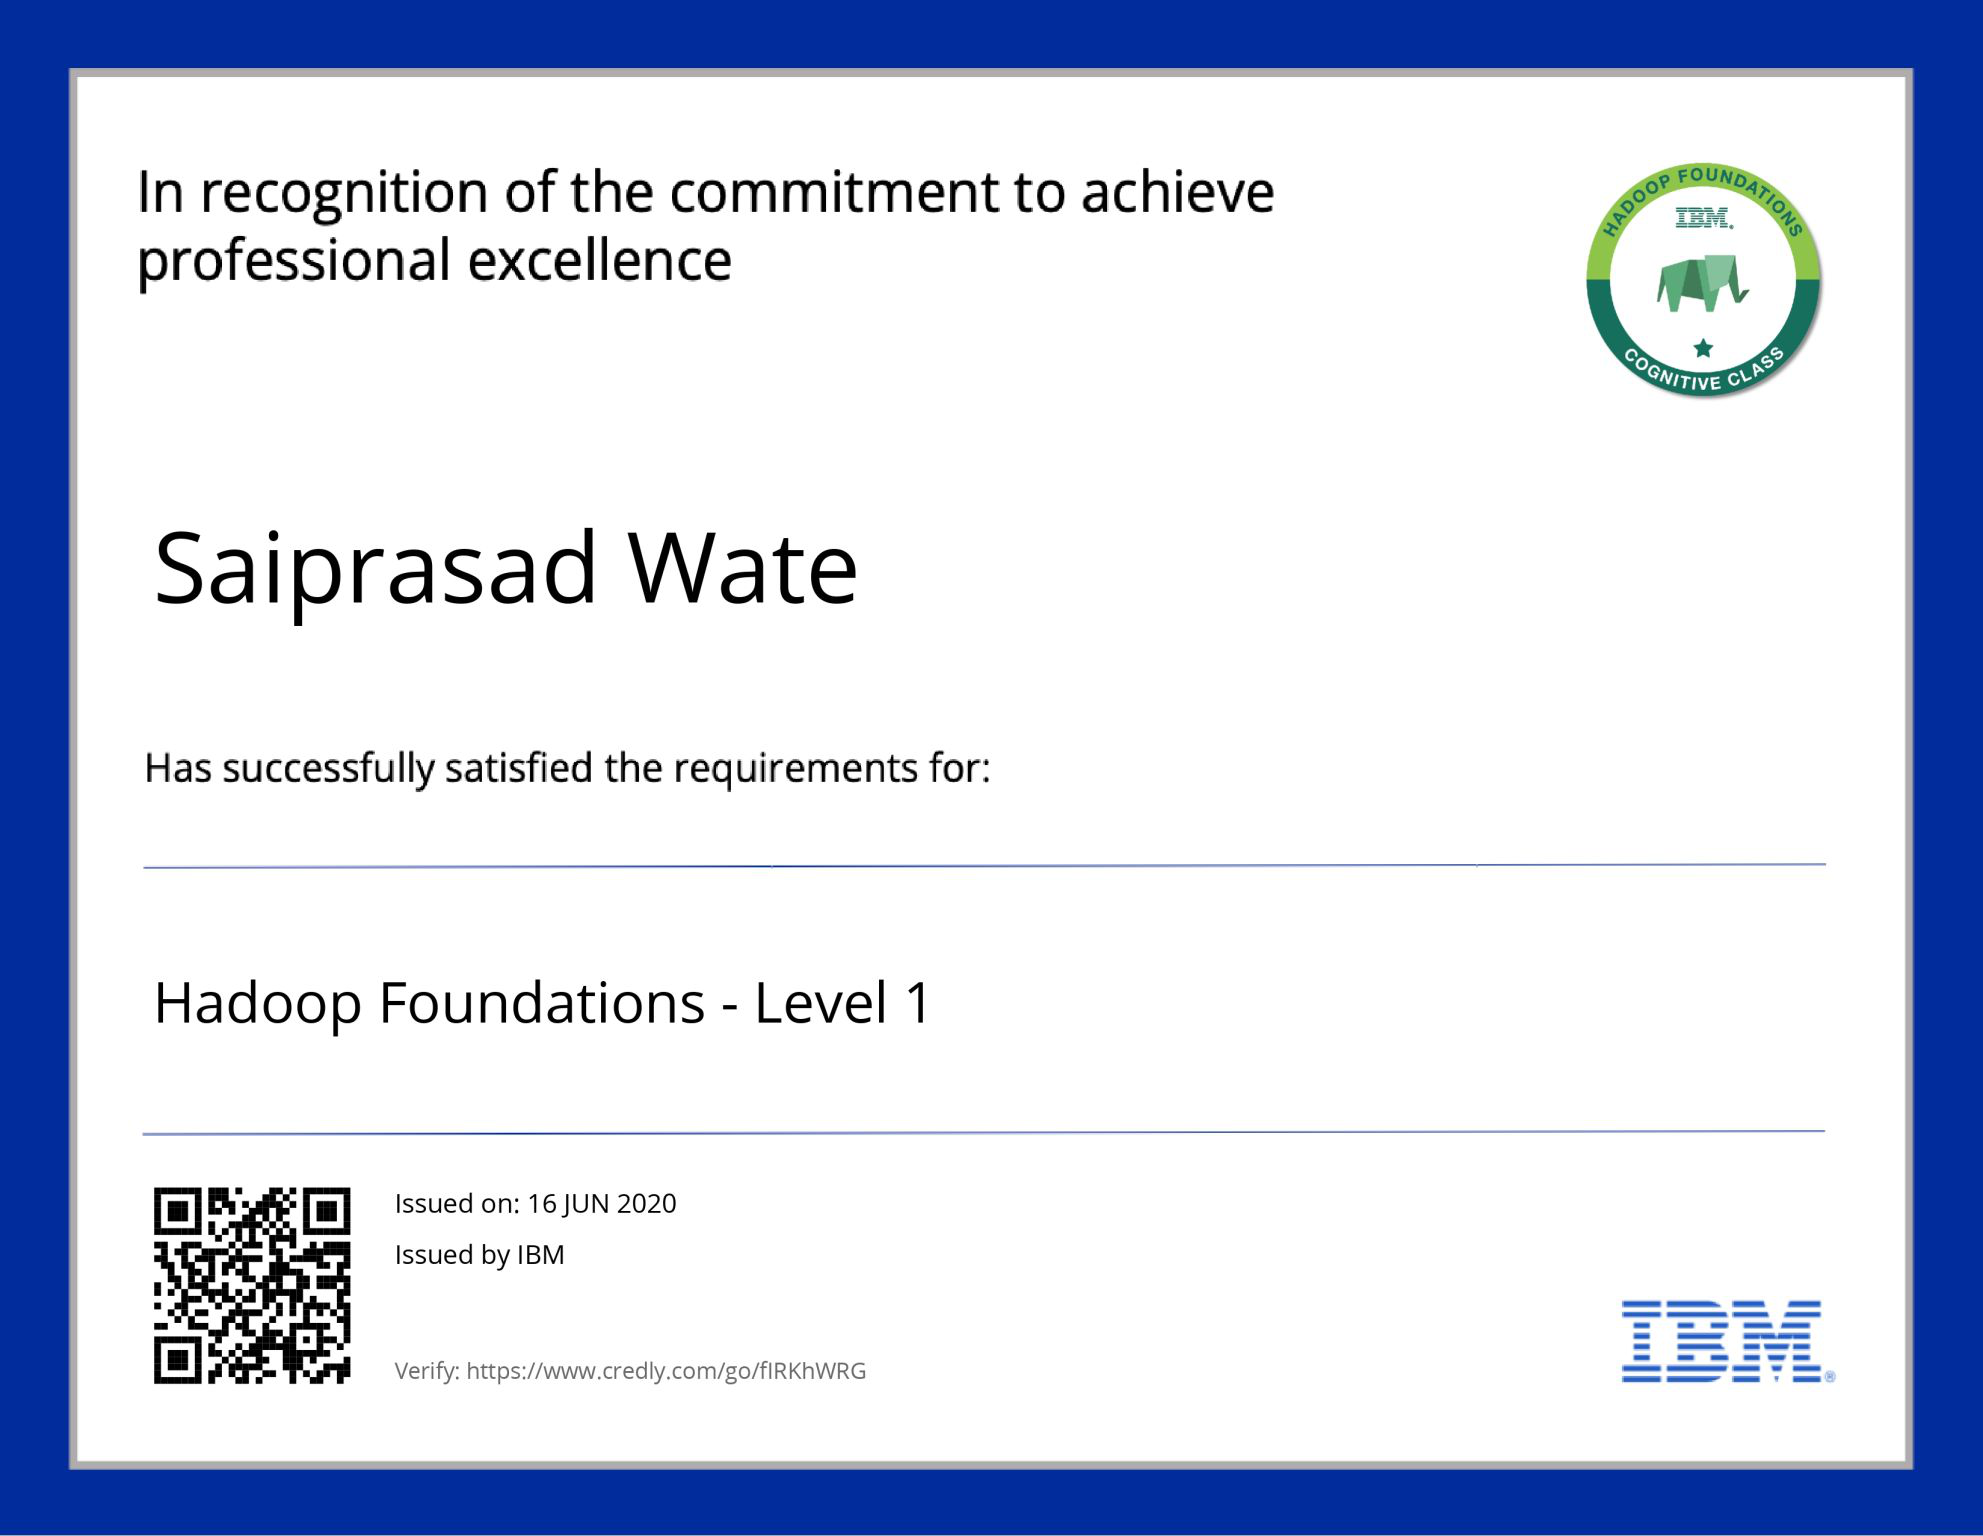 In recognition of the commitment to achieve
professional excellence
HADOOP FOUNDATIONS
IBM®
COGNITIVE CLASS
Saiprasad Wate
Has successfully satisfied the requirements for:
Hadoop Foundations - Level 1
Issued on: 16 JUN 2020
Issued by IBM
Verify: https://www.credly.com/go/fIRKhWRG
IBM®